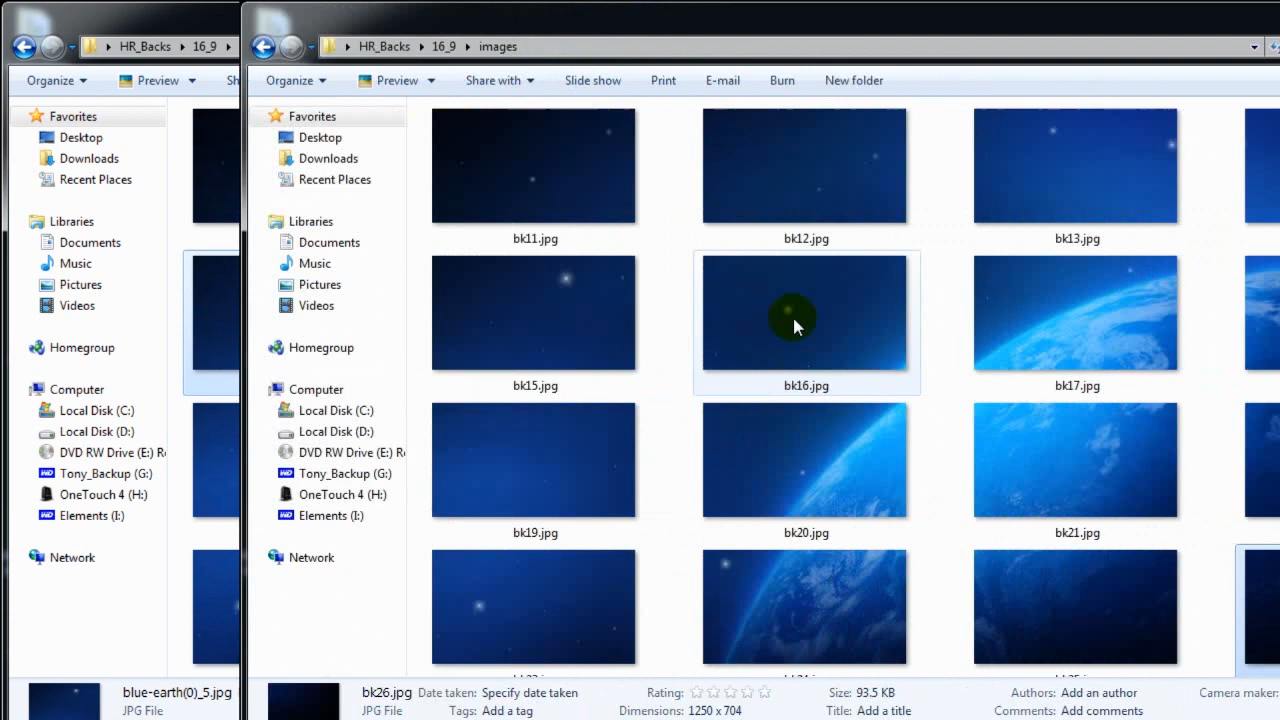 HR_Backs 16_9
HR_Backs 16_9 images
Organize Preview
Organize Preview Share with Slide show Print E-mail Burn New folder
Favorites
Desktop
Downloads
Recent Places
Libraries
Documents
Music
Pictures
Videos
Homegroup
Computer
Local Disk (C:)
Local Disk (D:)
DVD RW Drive (E:)
Tony_Backup (G:)
OneTouch 4 (H:)
Elements (I:)
Network
Favorites
Desktop
Downloads
Recent Places
Libraries
Documents
Music
Pictures
Videos
Homegroup
Computer
Local Disk (C:)
Local Disk (D:)
DVD RW Drive (E:)
Tony_Backup (G:)
OneTouch 4 (H:)
Elements (I:)
Network
bk11.jpg bk12.jpg bk13.jpg
bk15.jpg bk16.jpg bk17.jpg
bk19.jpg bk20.jpg bk21.jpg
blue-earth(0)_5.jpg
JPG File
bk26.jpg Date taken: Specify date taken Rating: Size: 93.5 KB Authors: Add an author Camera maker:
JPG File Tags: Add a tag Dimensions: 1250 x 704 Title: Add a title Comments: Add comments